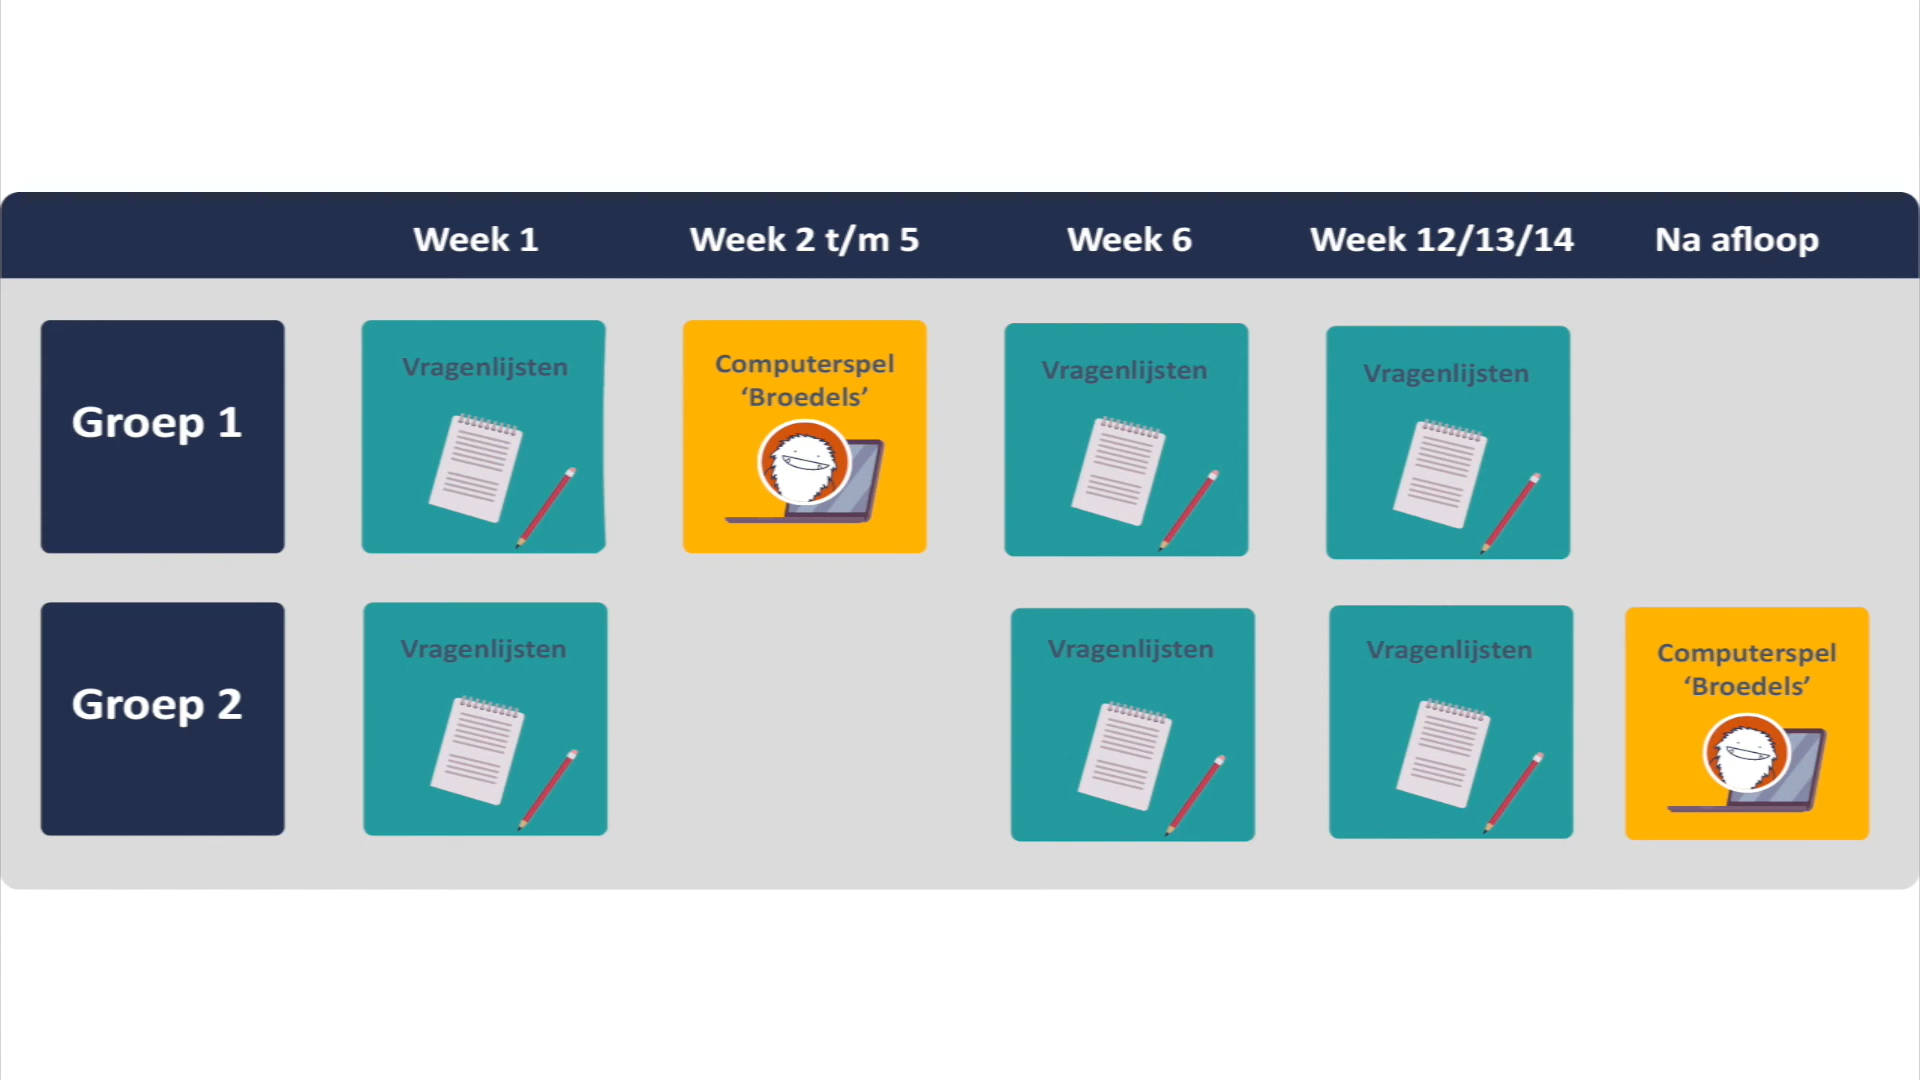 Week 1 Week 2 t/m 5 Week 6 Week 12/13/14 Na afloop
Groep 1
Vragenlijsten
Computerspel
‘Broedels’
Vragenlijsten
Vragenlijsten
Groep 2
Vragenlijsten
Vragenlijsten
Vragenlijsten
Computerspel
‘Broedels’